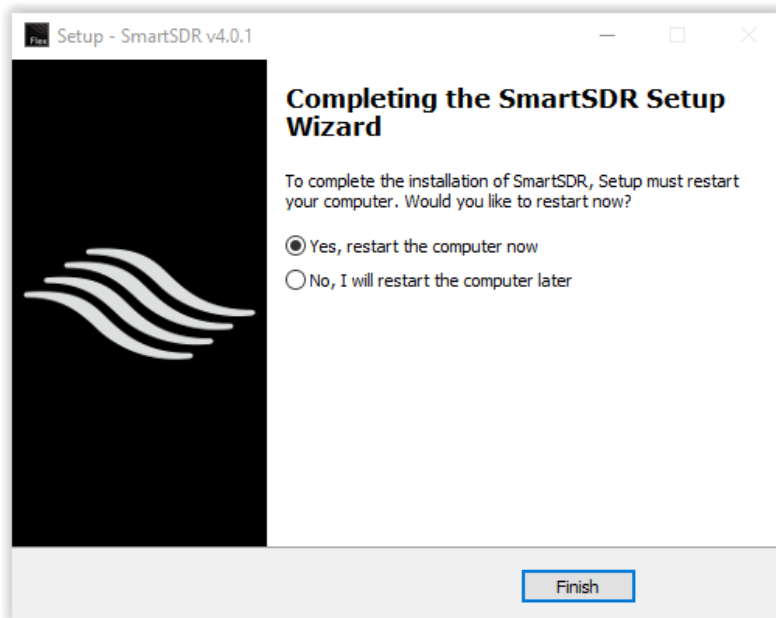 Flex
Setup - SmartSDR v4.0.1
Completing the SmartSDR Setup
Wizard
To complete the installation of SmartSDR, Setup must restart
your computer. Would you like to restart now?
Yes, restart the computer now
No, I will restart the computer later
Finish